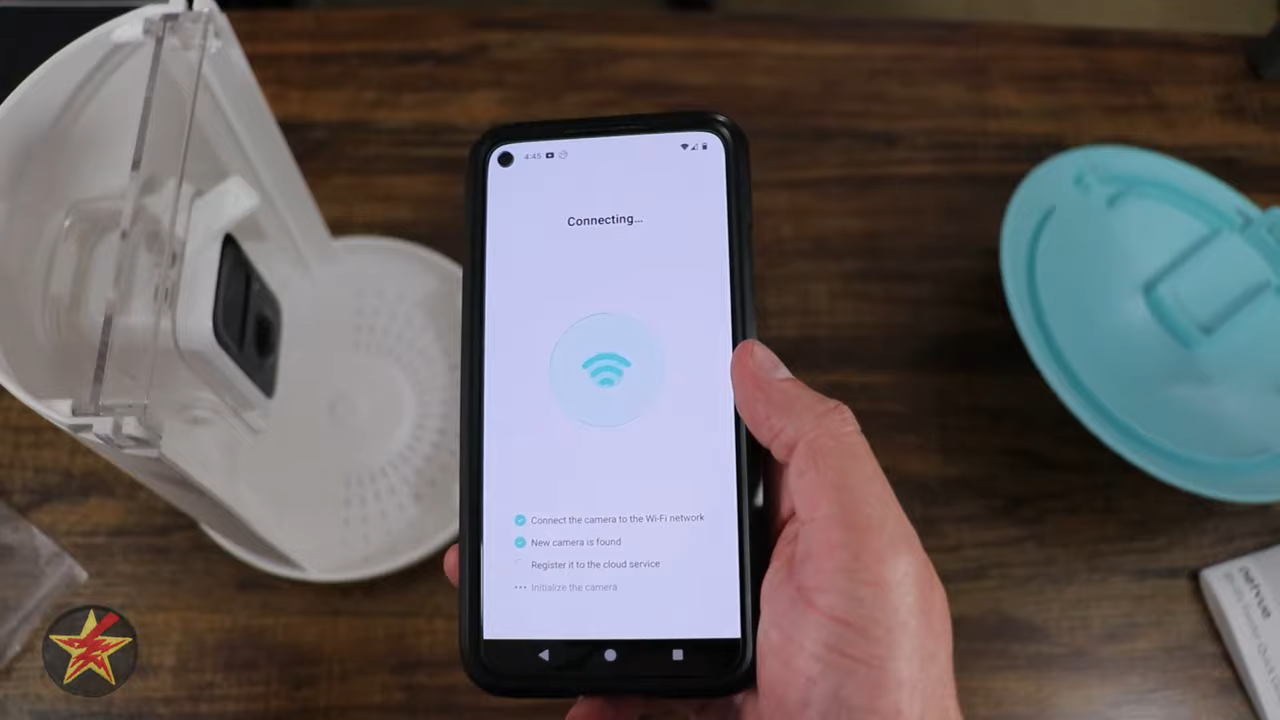 4:45
Connecting...
Connect the camera to the Wi-Fi network
New camera is found
Register it to the cloud service
Initialize the camera